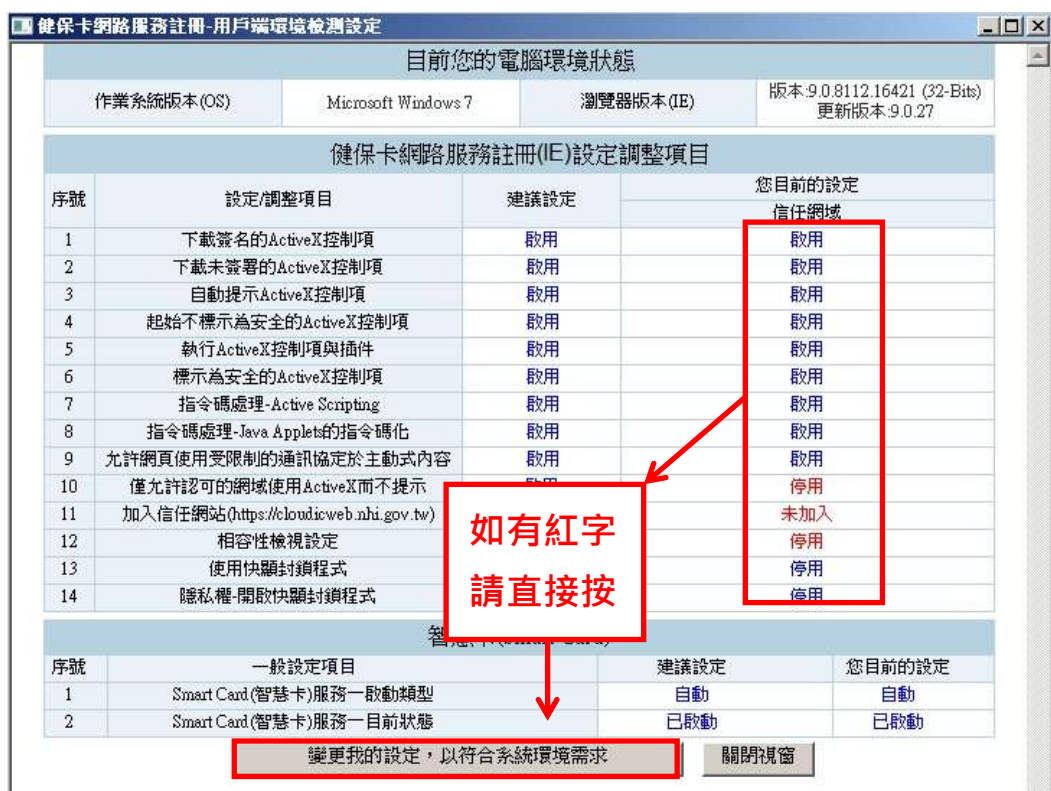 健保卡網路服務註冊-用戶端環境檢測設定
目前您的電腦環境狀態
作業系統版本(OS) Microsoft Windows 7 瀏覽器版本(IE) 版本:9.0.8112.16421 (32-Bits)
更新版本:9.0.27
健保卡網路服務註冊(IE)設定調整項目
序號 設定/調整項目 建議設定 您目前的設定
信任網域
1 下載簽名的ActiveX控制項 啟用 啟用
2 下載未簽署的ActiveX控制項 啟用 啟用
3 自動提示ActiveX控制項 啟用 啟用
4 起始不標示為安全的ActiveX控制項 啟用 啟用
5 執行ActiveX控制項與插件 啟用 啟用
6 標示為安全的ActiveX控制項 啟用 啟用
7 指令碼處理-Active Scripting 啟用 啟用
8 指令碼處理-Java Applets的指令碼化 啟用 啟用
9 允許網頁使用受限制的通訊協定於主動式內容 啟用 啟用
10 僅允許認可的網域使用ActiveX而不提示 停用
11 加入信任網站(https://cloudicweb.nhi.gov.tw) 未加入
12 相容性檢視設定 停用
13 使用快顯封鎖程式 停用
14 隱私權-開啟快顯封鎖程式 停用
如有紅字
請直接按
序號 一般設定項目 建議設定 您目前的設定
1 Smart Card(智慧卡)服務－啟動類型 自動 自動
2 Smart Card(智慧卡)服務－目前狀態 已啟動 已啟動
變更我的設定，以符合系統環境需求 關閉視窗